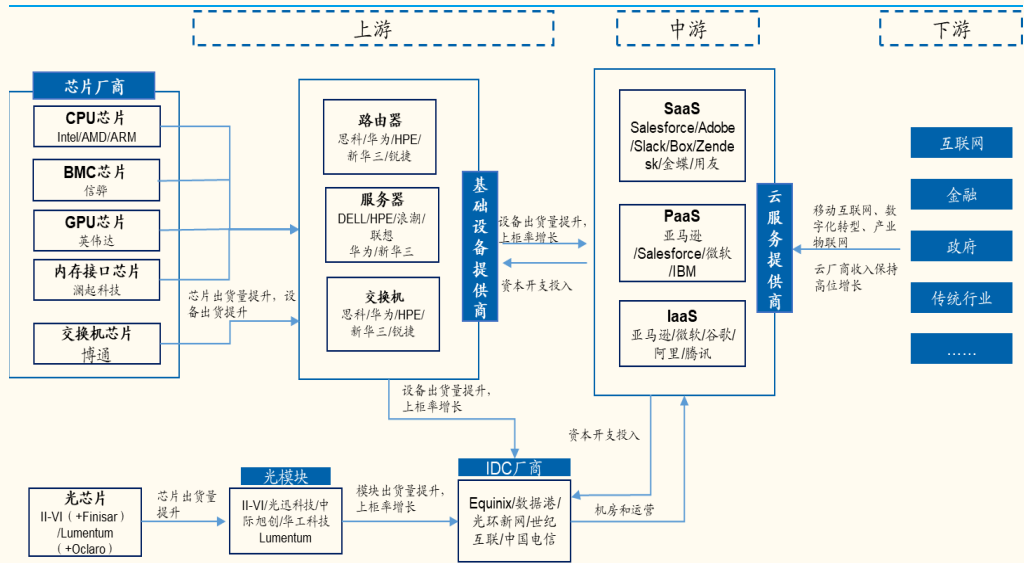 上游
中游
下游
芯片厂商
CPU芯片
Intel/AMD/ARM
BMC芯片
信骅
GPU芯片
英伟达
内存接口芯片
澜起科技
交换机芯片
博通
芯片出货量提升，设
备出货提升
路由器
思科/华为/HPE/
新华三/锐捷
服务器
DELL/HPE/浪潮/
联想
华为/新华三
交换机
思科/华为/HPE/
新华三/锐捷
基础设备提供商
设备出货量提升，
上柜率增长
资本开支投入
SaaS
Salesforce/Adobe
/Slack/Box/Zende
sk/金蝶/用友
PaaS
亚马逊
/Salesforce/微软
/IBM
IaaS
亚马逊/微软/谷歌/
阿里/腾讯
云服务提供商
移动互联网、数
字化转型、产业
物联网
云厂商收入保持
高位增长
互联网
金融
政府
传统行业
……
设备出货量提升，
上柜率增长
资本开支投入
光芯片
II-VI（+Finisar）
/Lumentum
（+Oclaro）
芯片出货量
提升
光模块
II-VI/光迅科技/中
际旭创/华工科技
Lumentum
模块出货量提升，
上柜率增长
IDC厂商
Equinix/数据港/
光环新网/世纪
互联/中国电信
机房和运营